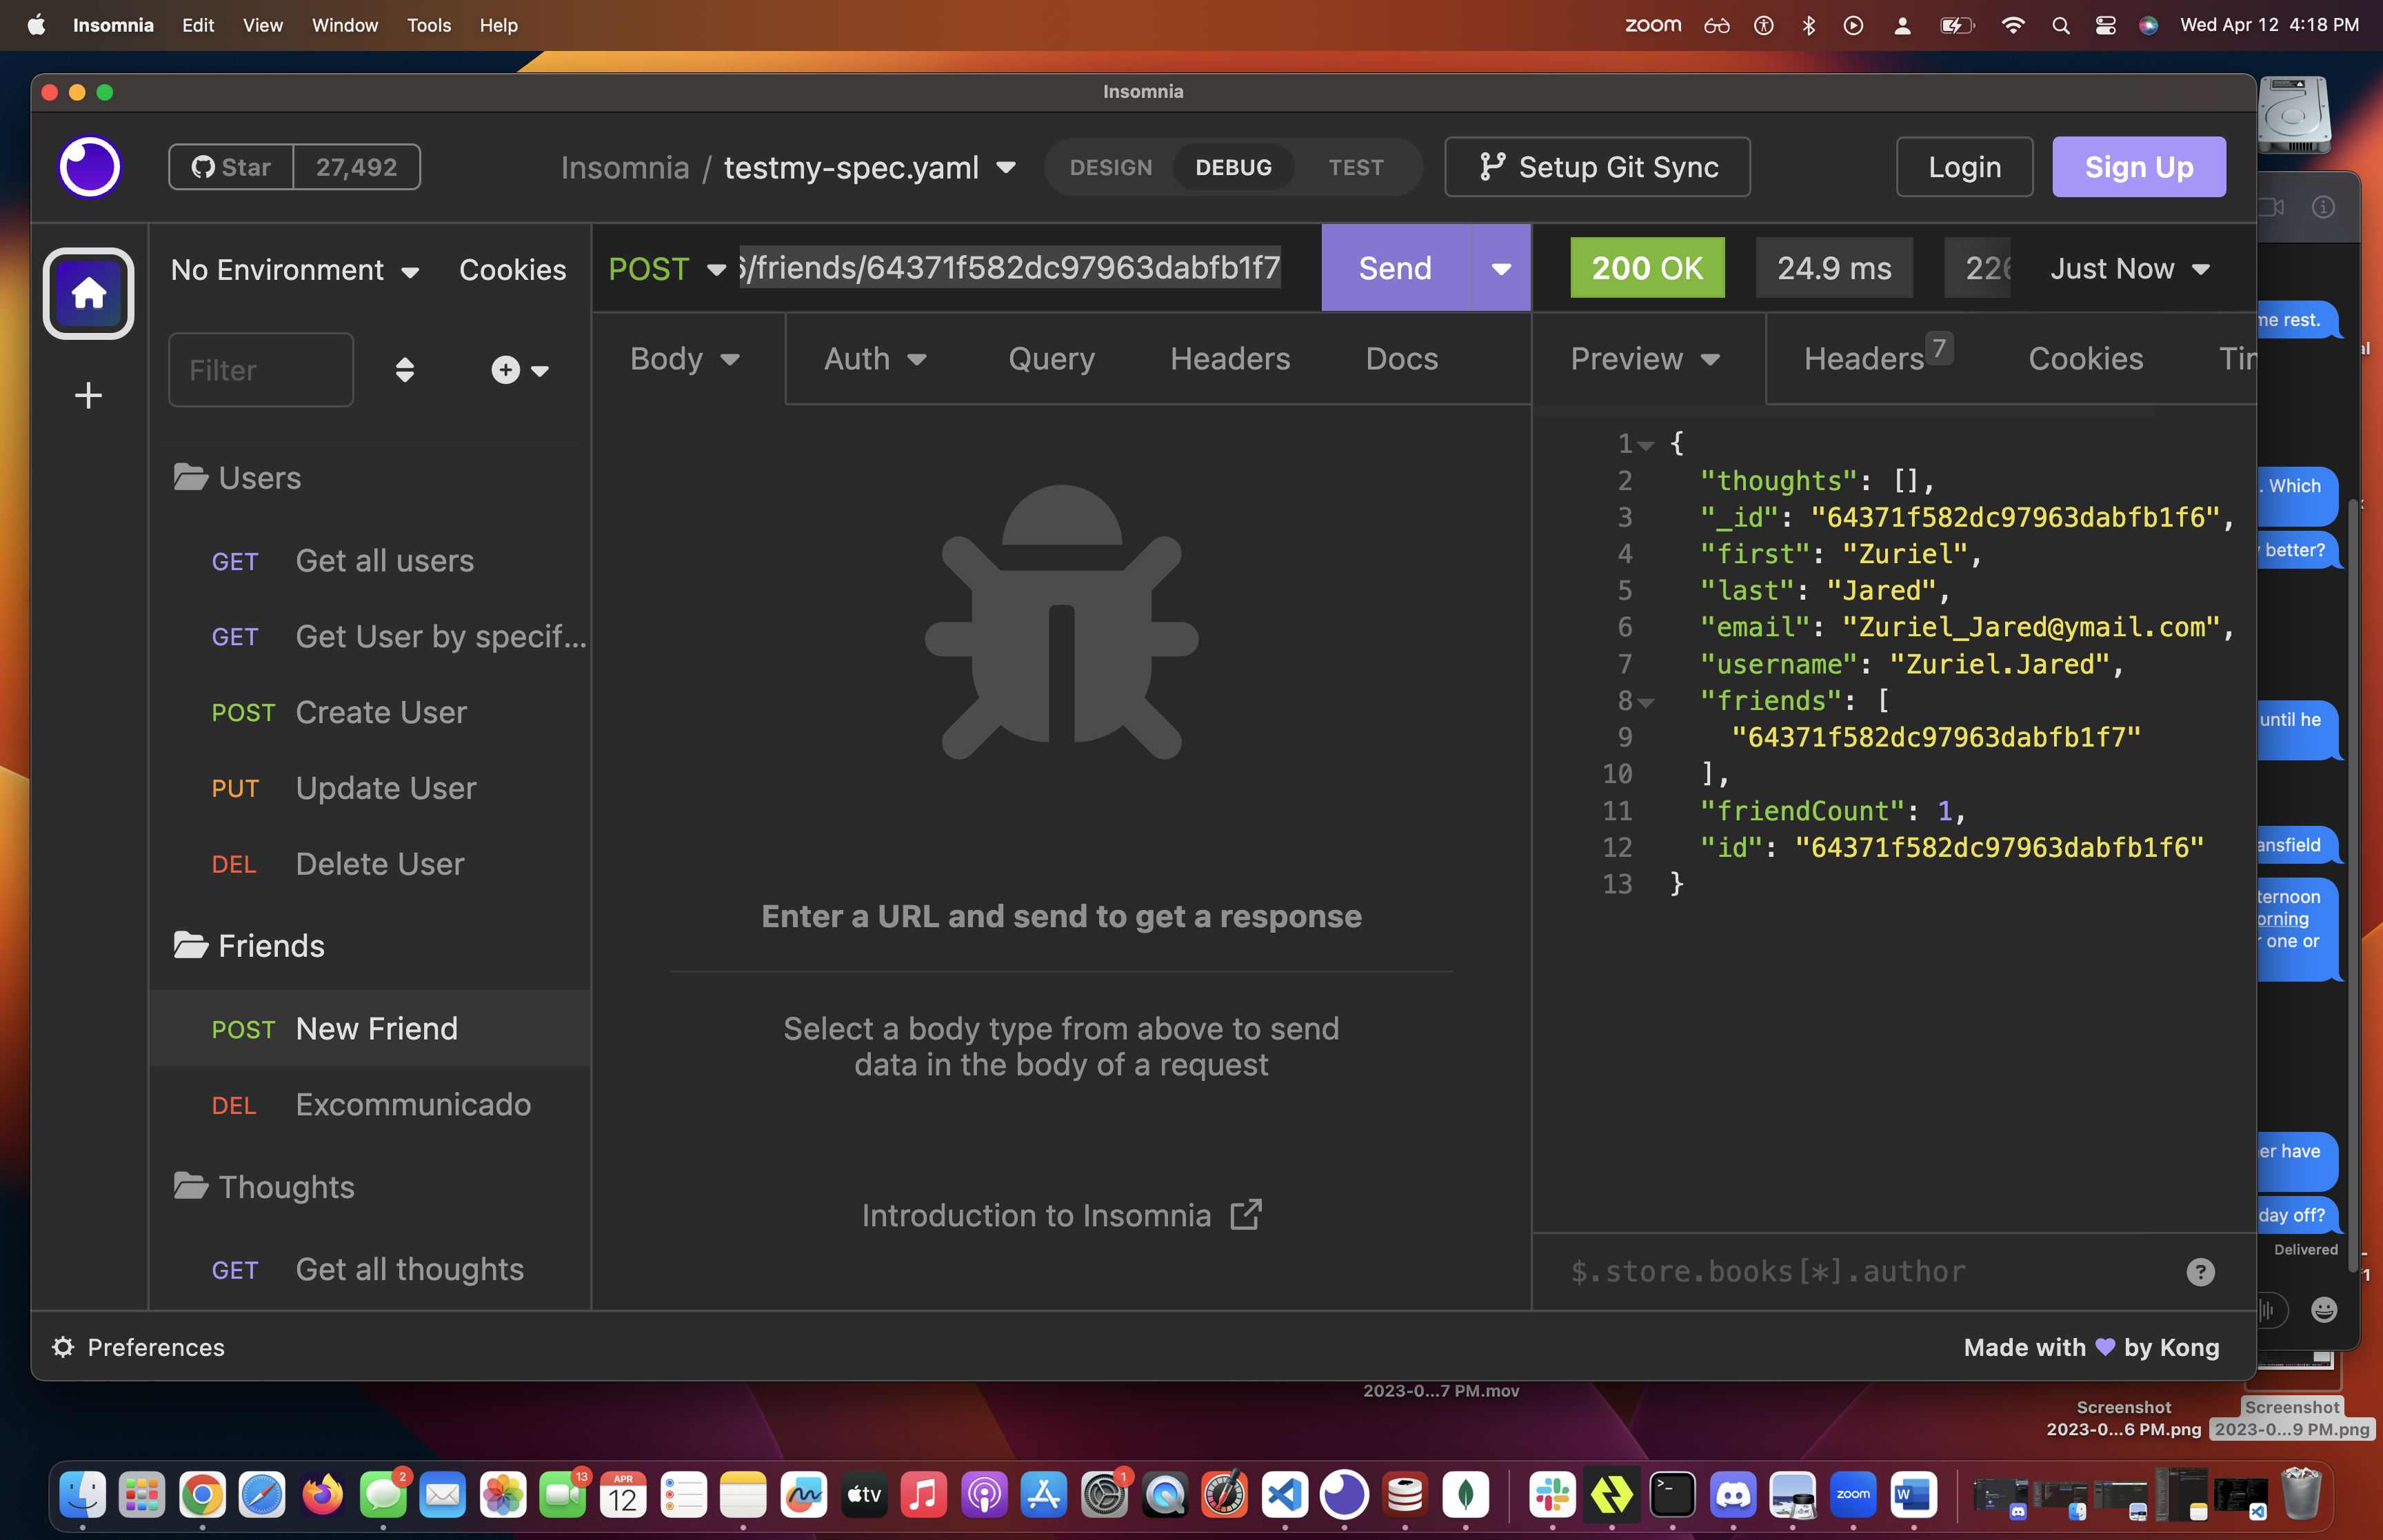 Insomnia Edit View Window Tools Help
zoom Wed Apr 12 4:18 PM
Insomnia
Star 27,492
Insomnia / testmy-spec.yaml
DESIGN DEBUG TEST
Setup Git Sync
Login
Sign Up
No Environment
Cookies
POST /friends/64371f582dc97963dabfb1f7
Send
200 OK
24.9 ms
226
Just Now
Filter
Body Auth Query Headers Docs
Preview Headers 7 Cookies
Users
GET Get all users
GET Get User by specif...
POST Create User
PUT Update User
DEL Delete User
Friends
POST New Friend
DEL Excommunicado
Thoughts
GET Get all thoughts
Enter a URL and send to get a response
Select a body type from above to send
data in the body of a request
Introduction to Insomnia
1 {
2 "thoughts": [],
3 "_id": "64371f582dc97963dabfb1f6",
4 "first": "Zuriel",
5 "last": "Jared",
6 "email": "Zuriel_Jared@ymail.com",
7 "username": "Zuriel.Jared",
8 "friends": [
9 "64371f582dc97963dabfb1f7"
10 ],
11 "friendCount": 1,
12 "id": "64371f582dc97963dabfb1f6"
13 }
$.store.books[*].author
?
Preferences
Made with by Kong
rest.
. Which
better?
until he
ansfield
ternoon
orning
one or
er have
day off?
Delivered
2023-0...7 PM.mov
Screenshot
2023-0...6 PM.png
Screenshot
2023-0...9 PM.png
2
13
APR
12
tv
1
zoom
W